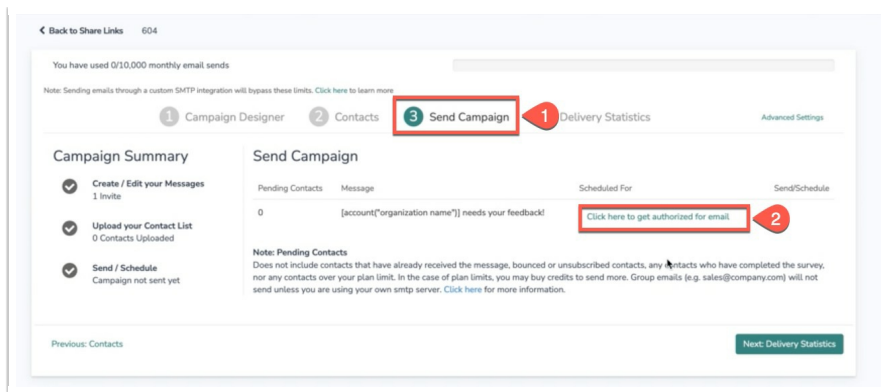 Back to Share Links 604
You have used 0/10,000 monthly email sends
Note: Sending emails through a custom SMTP integration will bypass these limits. Click here to learn more
1 Campaign Designer 2 Contacts 3 Send Campaign 1 Delivery Statistics Advanced Settings
Campaign Summary
Create / Edit your Messages
1 Invite
Upload your Contact List
0 Contacts Uploaded
Send / Schedule
Campaign not sent yet
Send Campaign
Pending Contacts Message Scheduled For Send/Schedule
0 [account("organization name")] needs your feedback! Click here to get authorized for email 2
Note: Pending Contacts
Does not include contacts that have already received the message, bounced or unsubscribed contacts, any contacts who have completed the survey,
nor any contacts over your plan limit. In the case of plan limits, you may buy credits to send more. Group emails (e.g. sales@company.com) will not
send unless you are using your own smtp server. Click here for more information.
Previous: Contacts Next: Delivery Statistics